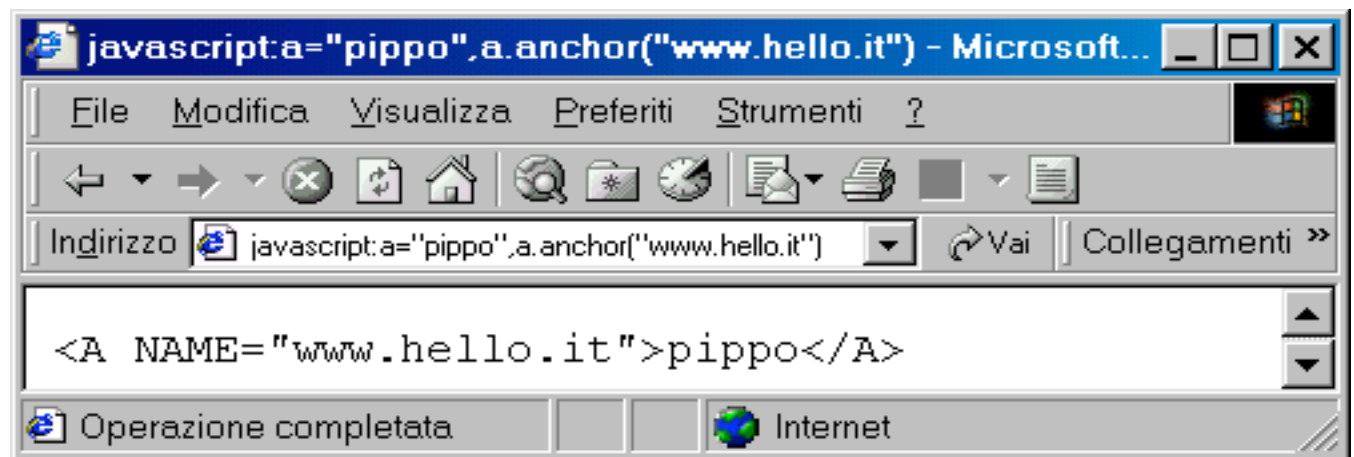 javascript:a="pippo",a.anchor("www.hello.it") - Microsoft...
File Modifica Visualizza Preferiti Strumenti ?
Indirizzo javascript:a="pippo",a.anchor("www.hello.it") Vai Collegamenti »
<A NAME="www.hello.it">pippo</A>
Operazione completata Internet